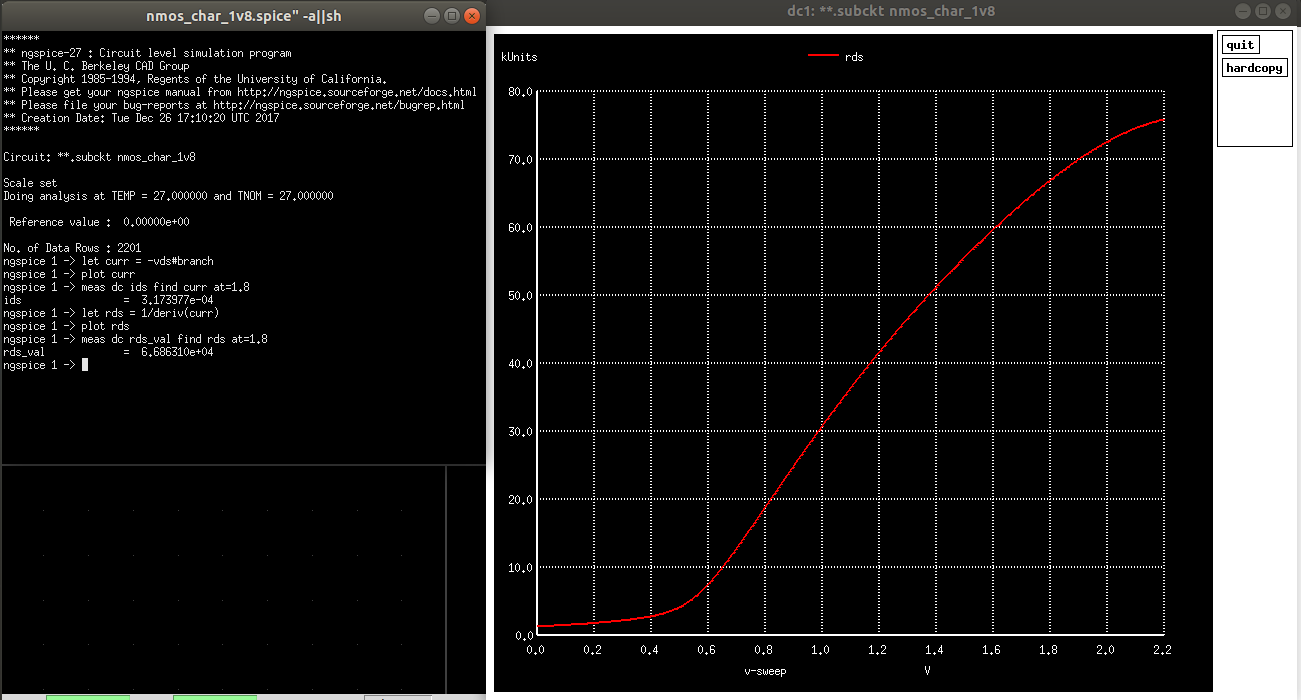 nmos_char_1v8.spice" -a||sh
******
** ngspice-27 : Circuit level simulation program
** The U. C. Berkeley CAD Group
** Copyright 1985-1994, Regents of the University of California.
** Please get your ngspice manual from http://ngspice.sourceforge.net/docs.html
** Please file your bug-reports at http://ngspice.sourceforge.net/bugrep.html
** Creation Date: Tue Dec 26 17:10:20 UTC 2017
******
Circuit: **.subckt nmos_char_1v8
Scale set
Doing analysis at TEMP = 27.000000 and TNOM = 27.000000
Reference value :  0.00000e+00
No. of Data Rows : 2201
ngspice 1 -> let curr = -vds#branch
ngspice 1 -> plot curr
ngspice 1 -> meas dc ids find curr at=1.8
ids                 =  3.173977e-04
ngspice 1 -> let rds = 1/deriv(curr)
ngspice 1 -> plot rds
ngspice 1 -> meas dc rds_val find rds at=1.8
rds_val             =  6.686310e+04
ngspice 1 ->
dc1: **.subckt nmos_char_1v8
kUnits
rds
80.0
70.0
60.0
50.0
40.0
30.0
20.0
10.0
0.0
0.0 0.2 0.4 0.6 0.8 1.0 1.2 1.4 1.6 1.8 2.0 2.2
v-sweep V
quit
hardcopy